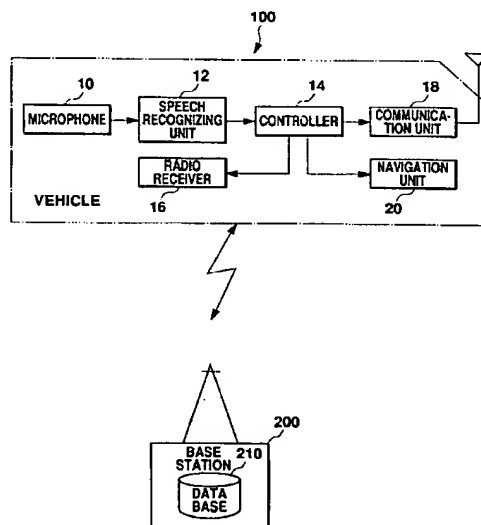 100
10
12
14
18
MICROPHONE
SPEECH
RECOGNIZING
UNIT
CONTROLLER
COMMUNICA-
TION UNIT
RADIO
RECEIVER
NAVIGATION
UNIT
VEHICLE
16
20
200
BASE
STATION
210
DATA
BASE